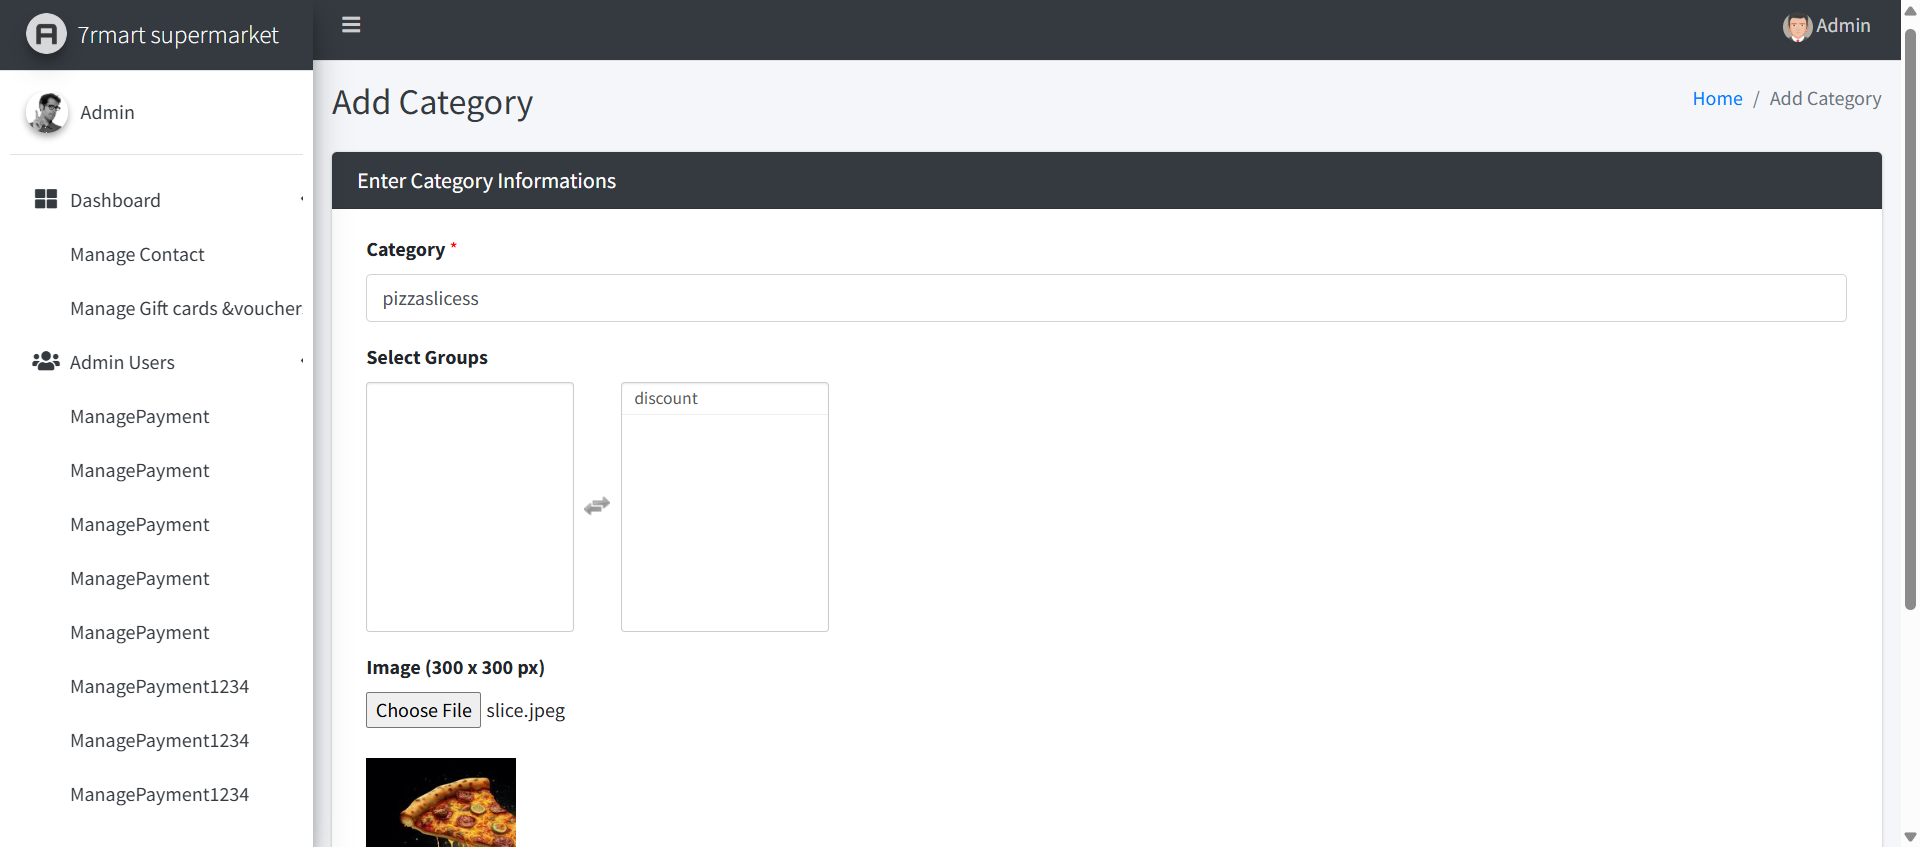 7rmart supermarket
Admin
Admin
Add Category
Home / Add Category
Dashboard
Manage Contact
Manage Gift cards &voucher
Admin Users
ManagePayment
ManagePayment
ManagePayment
ManagePayment
ManagePayment
ManagePayment1234
ManagePayment1234
ManagePayment1234
Enter Category Informations
Category *
pizzaslicess
Select Groups
discount
Image (300 x 300 px)
Choose File slice.jpeg